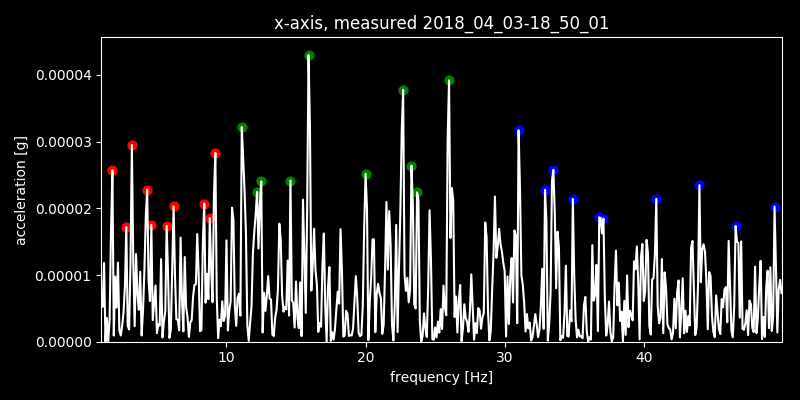 x-axis, measured 2018_04_03-18_50_01
0.00004
0.00003
0.00002
0.00001
0.00000
acceleration [g]
10 20 30 40
frequency [Hz]